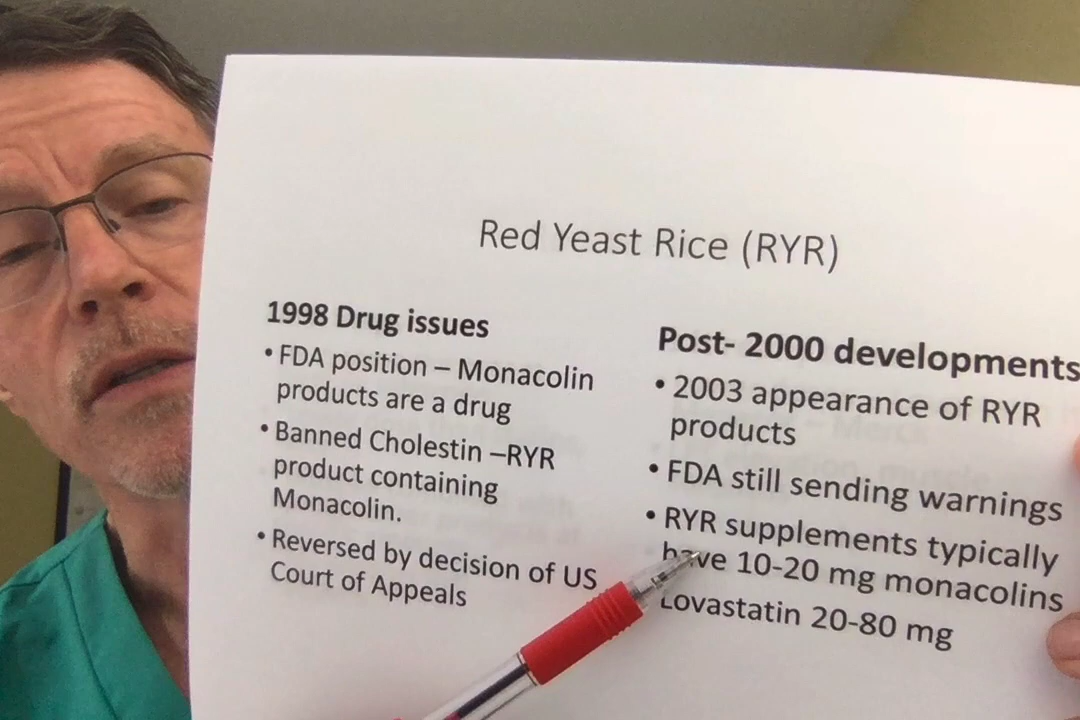 Red Yeast Rice (RYR)
1998 Drug issues
• FDA position – Monacolin
products are a drug
• Banned Cholestin –RYR
product containing
Monacolin.
• Reversed by decision of US
Court of Appeals
Post- 2000 developments
• 2003 appearance of RYR
products
• FDA still sending warnings
• RYR supplements typically
have 10-20 mg monacolins
Lovastatin 20-80 mg